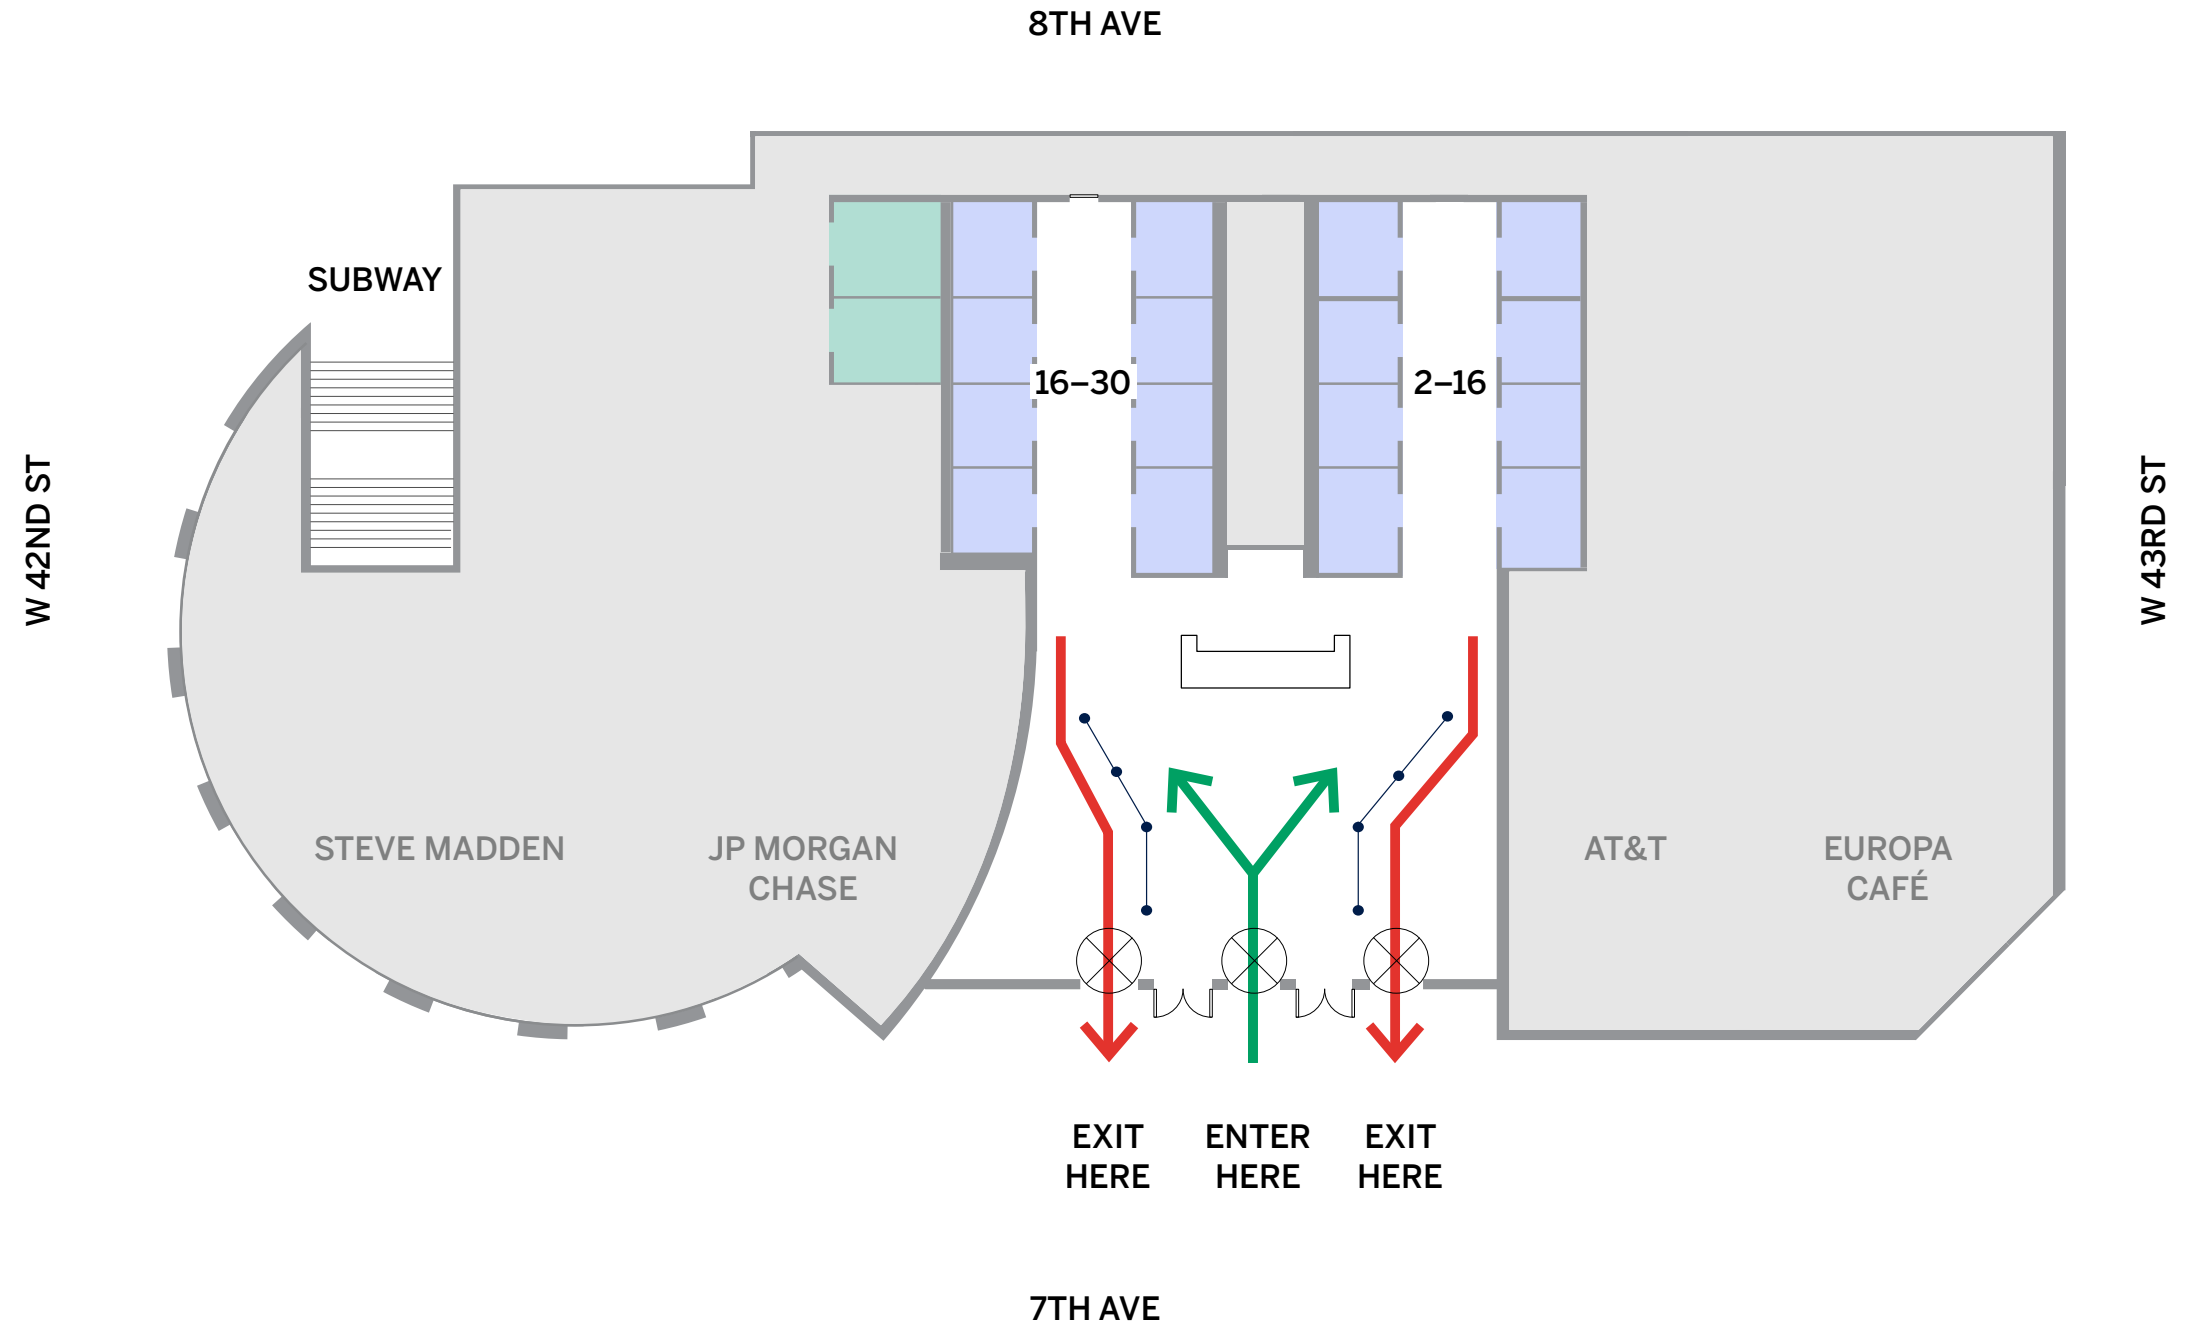 8TH AVE
SUBWAY
16–30
2–16
W 42ND ST
W 43RD ST
STEVE MADDEN
JP MORGAN
CHASE
AT&T
EUROPA
CAFÉ
EXIT
HERE
ENTER
HERE
EXIT
HERE
7TH AVE